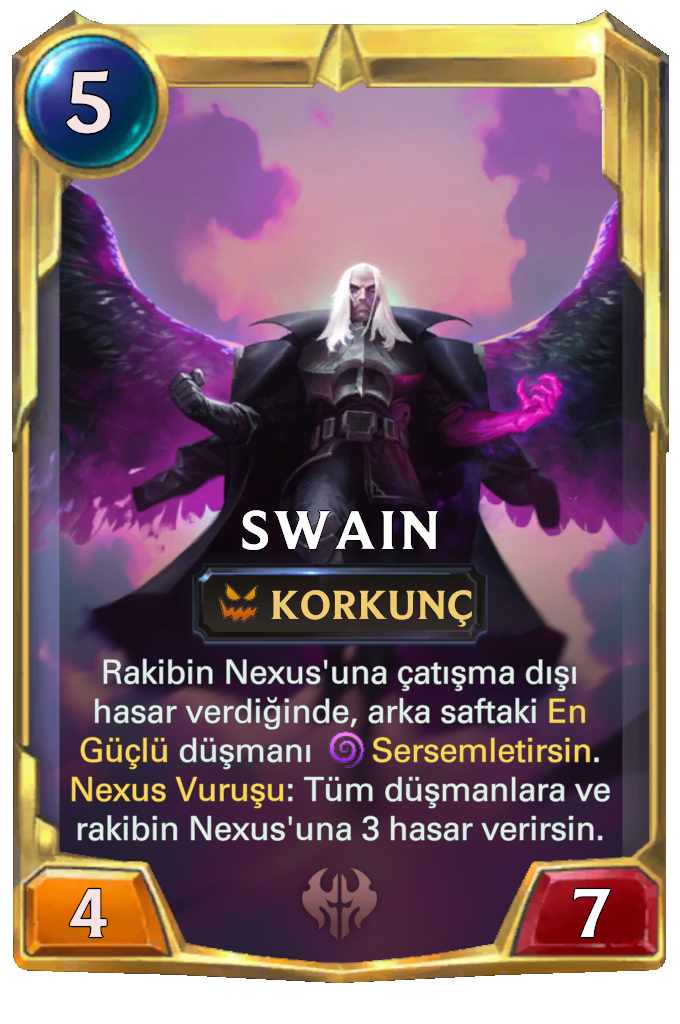 5
SWAIN
KORKUNÇ
Rakibin Nexus'una çatışma dışı
hasar verdiğinde, arka saftaki En
Güçlü düşmanı Sersemletirsin.
Nexus Vuruşu: Tüm düşmanlara ve
rakibin Nexus'una 3 hasar verirsin.
4
7